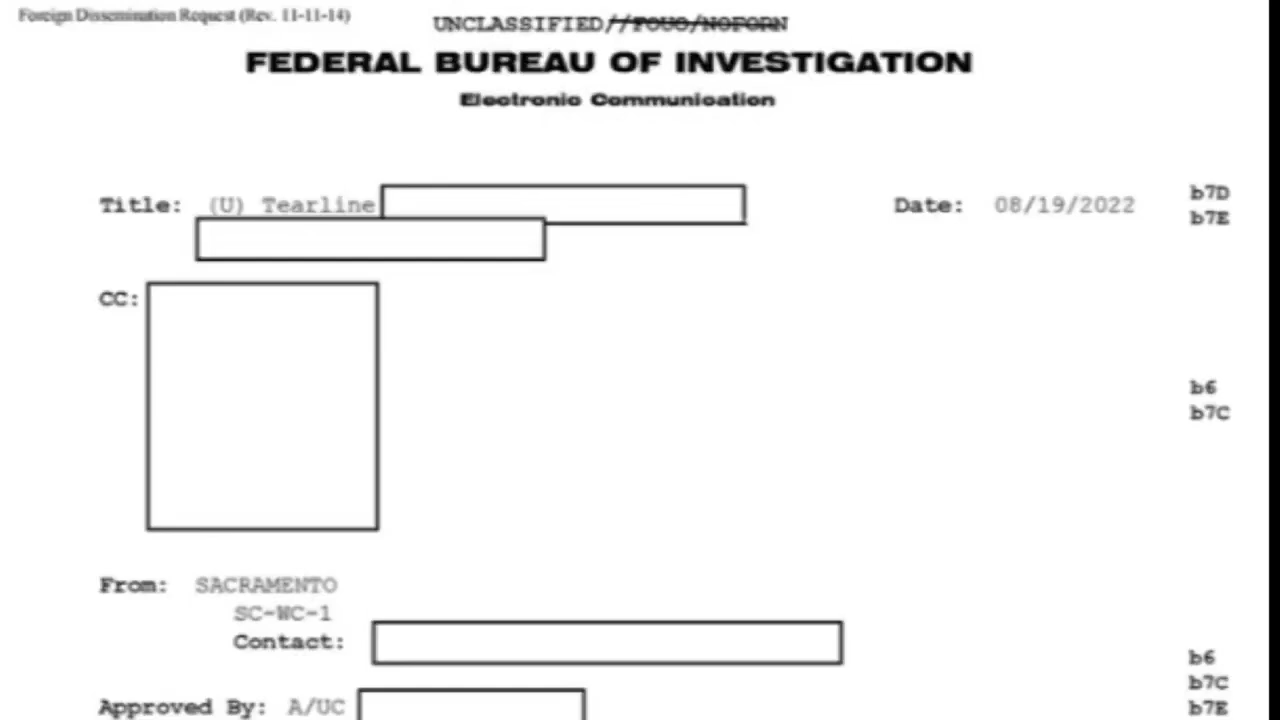 Foreign Dissemination Request (Rev. 11-11-14)
UNCLASSIFIED//FOUO/NOFORN
FEDERAL BUREAU OF INVESTIGATION
Electronic Communication
Title: (U) Tearline
Date: 08/19/2022
b7D
b7E
CC:
b6
b7C
From: SACRAMENTO
SC-WC-1
Contact:
b6
b7C
Approved By: A/UC
b7E